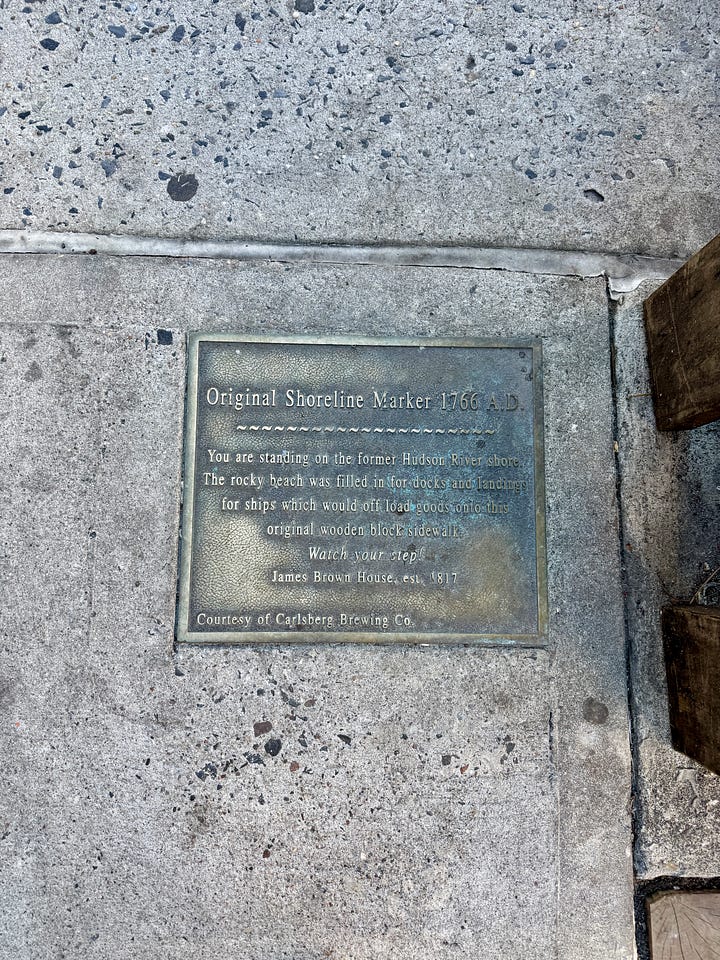 Original Shoreline Marker 1766 A.D.
You are standing on the former Hudson River shore.
The rocky beach was filled in for docks and landings
for ships which would off load goods onto this
original wooden block sidewalk.
Watch your step!
James Brown House, est. 1817
Courtesy of Carlsberg Brewing Co.